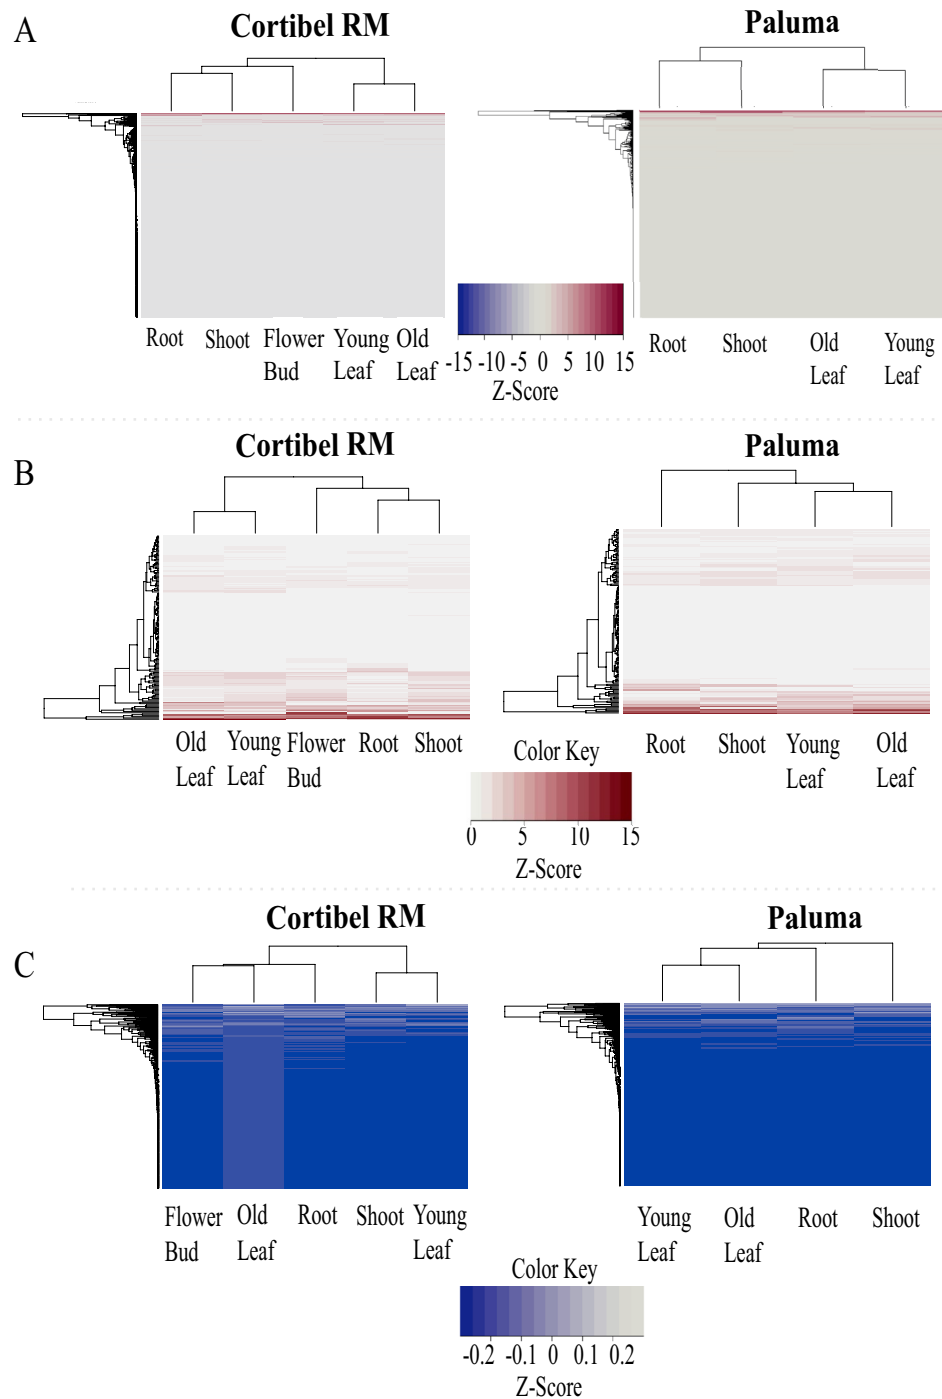 A
Cortibel RM
Paluma
Root Shoot Flower Bud Young Leaf Old Leaf
-15 -10 -5 0 5 10 15
Z-Score
Root Shoot Old Leaf Young Leaf
B
Cortibel RM
Paluma
Old Leaf Young Leaf Flower Bud Root Shoot
Color Key
0 5 10 15
Z-Score
Root Shoot Young Leaf Old Leaf
C
Cortibel RM
Paluma
Flower Bud Old Leaf Root Shoot Young Leaf
Young Leaf Old Leaf Root Shoot
Color Key
-0.2 -0.1 0 0.1 0.2
Z-Score